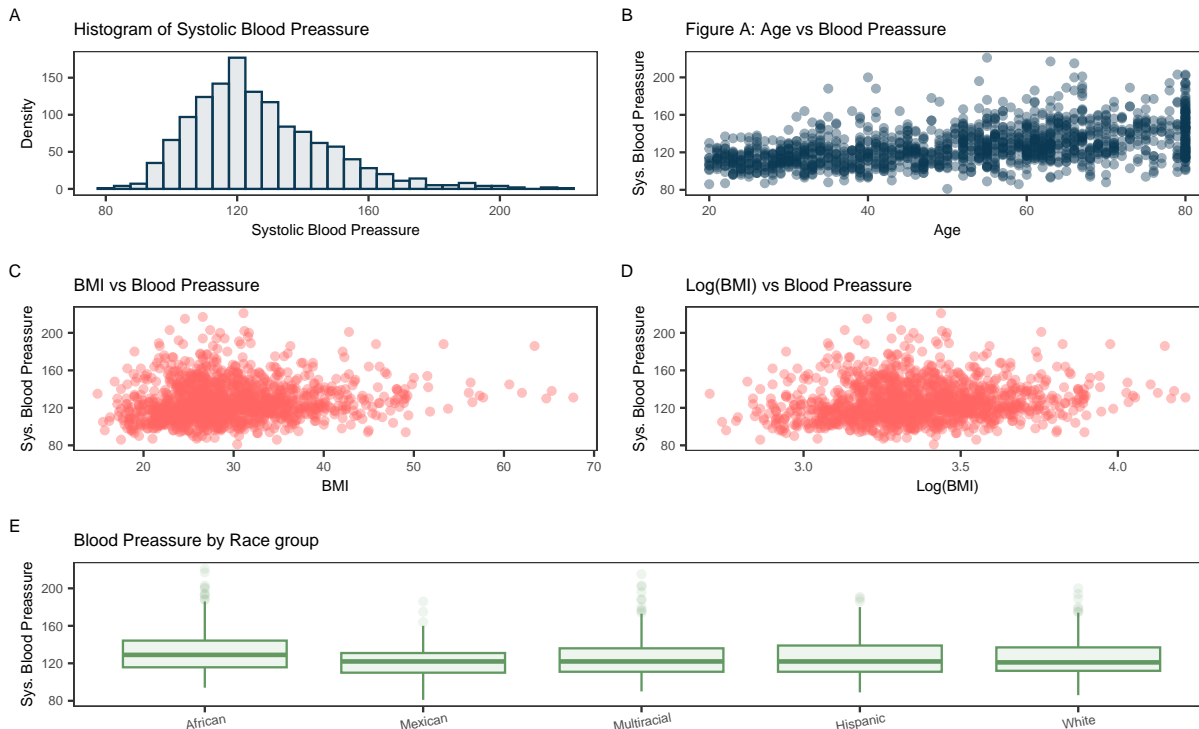 A
Histogram of Systolic Blood Preassure
Density
150
100
50
0
80 120 160 200
Systolic Blood Preassure
B
Figure A: Age vs Blood Preassure
Sys. Blood Preassure
200
160
120
80
20 40 60 80
Age
C
BMI vs Blood Preassure
Sys. Blood Preassure
200
160
120
80
20 30 40 50 60 70
BMI
D
Log(BMI) vs Blood Preassure
Sys. Blood Preassure
200
160
120
80
3.0 3.5 4.0
Log(BMI)
E
Blood Preassure by Race group
Sys. Blood Preassure
200
160
120
80
African Mexican Multiracial Hispanic White